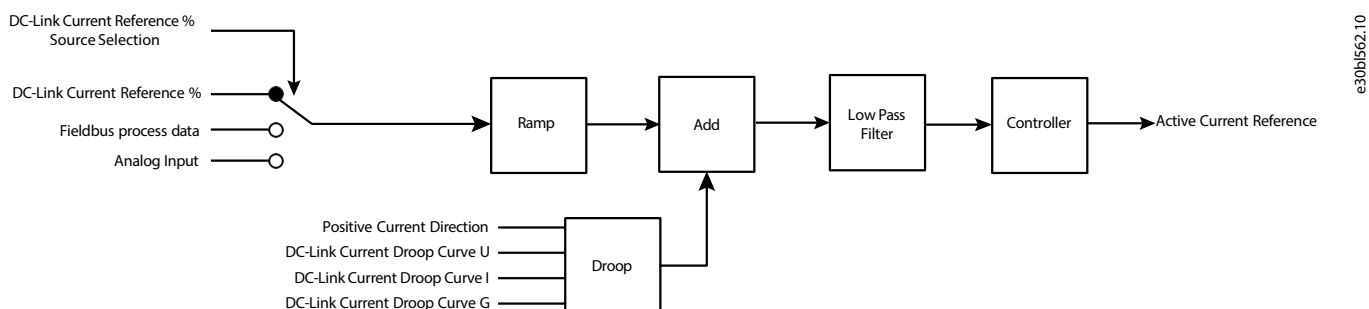 DC-Link Current Reference %
Source Selection
DC-Link Current Reference %
Fieldbus process data
Analog Input
Ramp
Add
Low Pass
Filter
Controller
Active Current Reference
Positive Current Direction
DC-Link Current Droop Curve U
DC-Link Current Droop Curve I
DC-Link Current Droop Curve G
Droop
e30bl562.10